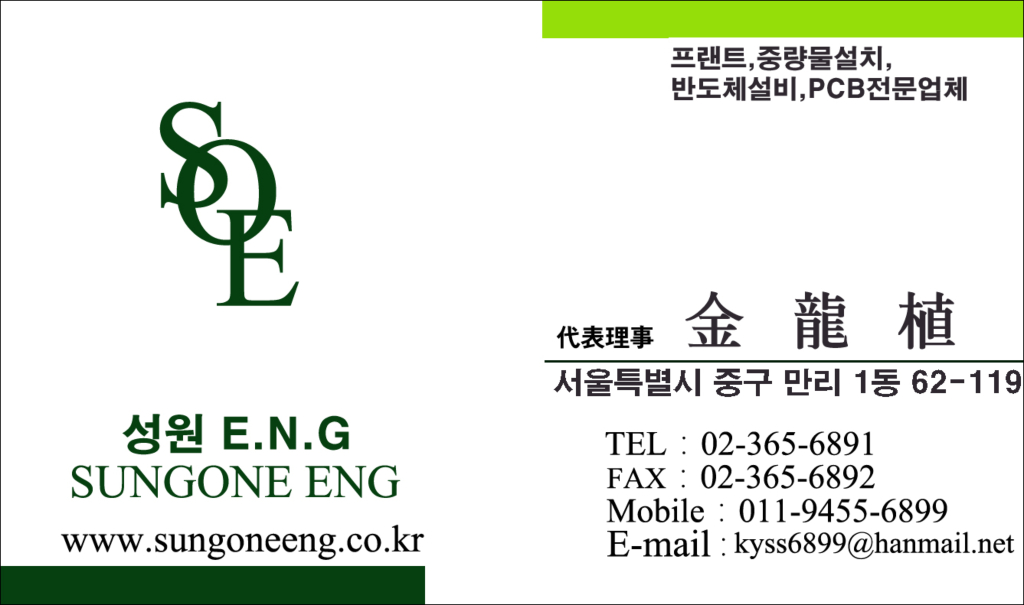 SOE
성원 E.N.G
SUNGONE ENG
www.sungoneeng.co.kr
프랜트,중량물설치,
반도체설비,PCB전문업체
代表理事 金 龍 植
서울특별시 중구 만리 1동 62-119
TEL : 02-365-6891
FAX : 02-365-6892
Mobile : 011-9455-6899
E-mail : kyss6899@hanmail.net